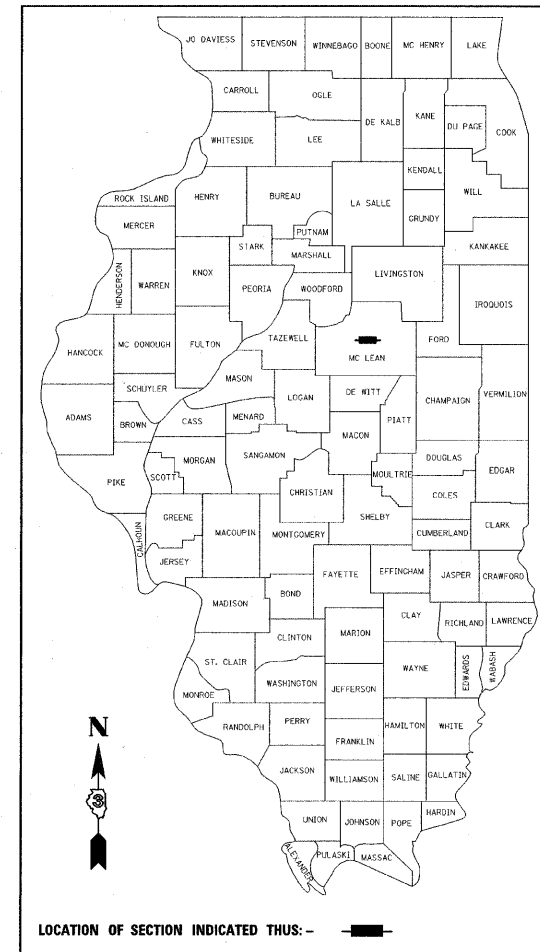 JO DAVIESS
STEVENSON
WINNEBAGO
BOONE
MC HENRY
LAKE
CARROLL
OGLE
DE KALB
KANE
DU PAGE
COOK
WHITESIDE
LEE
KENDALL
WILL
ROCK ISLAND
HENRY
BUREAU
LA SALLE
GRUNDY
MERCER
PUTNAM
KANKAKEE
STARK
MARSHALL
HENDERSON
WARREN
KNOX
PEORIA
WOODFORD
LIVINGSTON
IROQUOIS
HANCOCK
MC DONOUGH
FULTON
TAZEWELL
MC LEAN
FORD
SCHUYLER
MASON
LOGAN
DE WITT
CHAMPAIGN
VERMILION
ADAMS
BROWN
CASS
MENARD
MACON
PIATT
PIKE
SCOTT
MORGAN
SANGAMON
CHRISTIAN
MOULTRIE
DOUGLAS
EDGAR
COLES
CALHOUN
GREENE
MACOUPIN
MONTGOMERY
SHELBY
CUMBERLAND
CLARK
JERSEY
FAYETTE
EFFINGHAM
JASPER
CRAWFORD
MADISON
BOND
CLAY
RICHLAND
LAWRENCE
CLINTON
MARION
ST. CLAIR
WAYNE
EDWARDS
WABASH
MONROE
WASHINGTON
JEFFERSON
RANDOLPH
PERRY
HAMILTON
WHITE
FRANKLIN
JACKSON
WILLIAMSON
SALINE
GALLATIN
UNION
JOHNSON
POPE
HARDIN
ALEXANDER
PULASKI
MASSAC
N
LOCATION OF SECTION INDICATED THUS: -